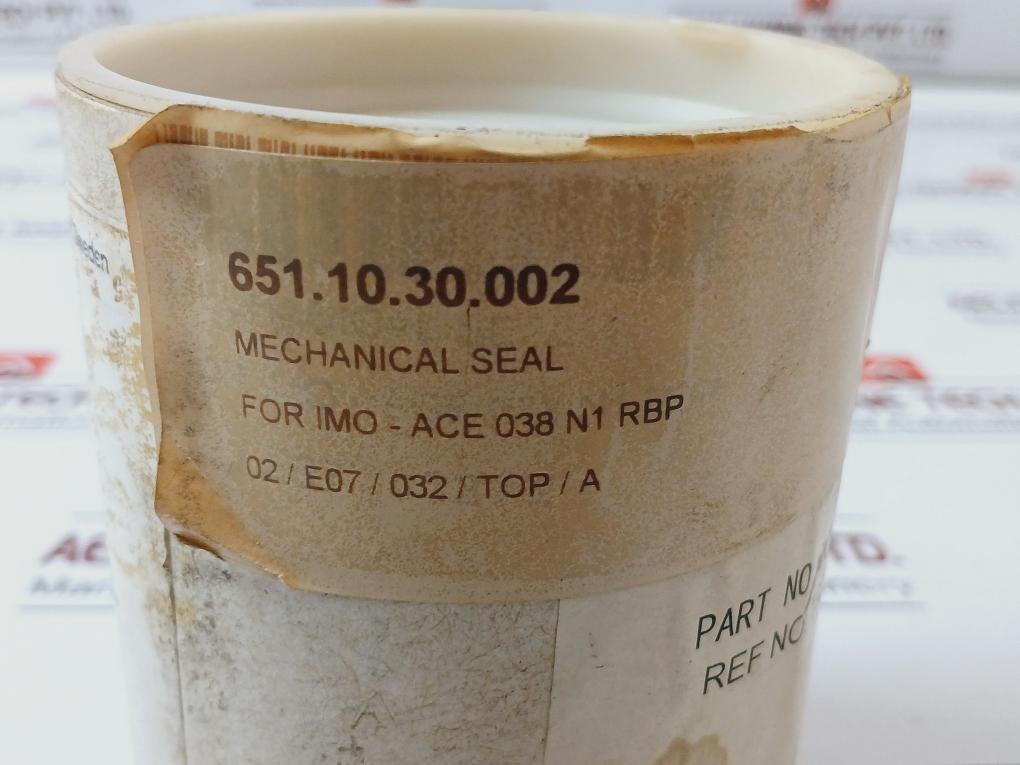 651.10.30.002
MECHANICAL SEAL
FOR IMO - ACE 038 N1 RBP
02 / E07 / 032 / TOP / A
PART NO
REF NO